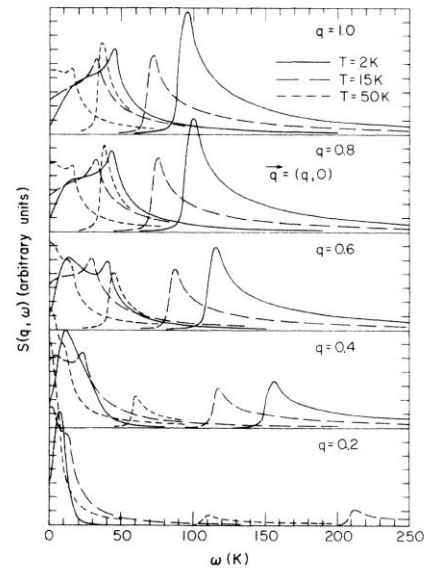 q = 1.0
T = 2K
T = 15K
T = 50K
q = 0.8
q = (q,0)
q = 0.6
q = 0.4
q = 0.2
S(q,ω) (arbitrary units)
0 50 100 150 200 250
ω(K)